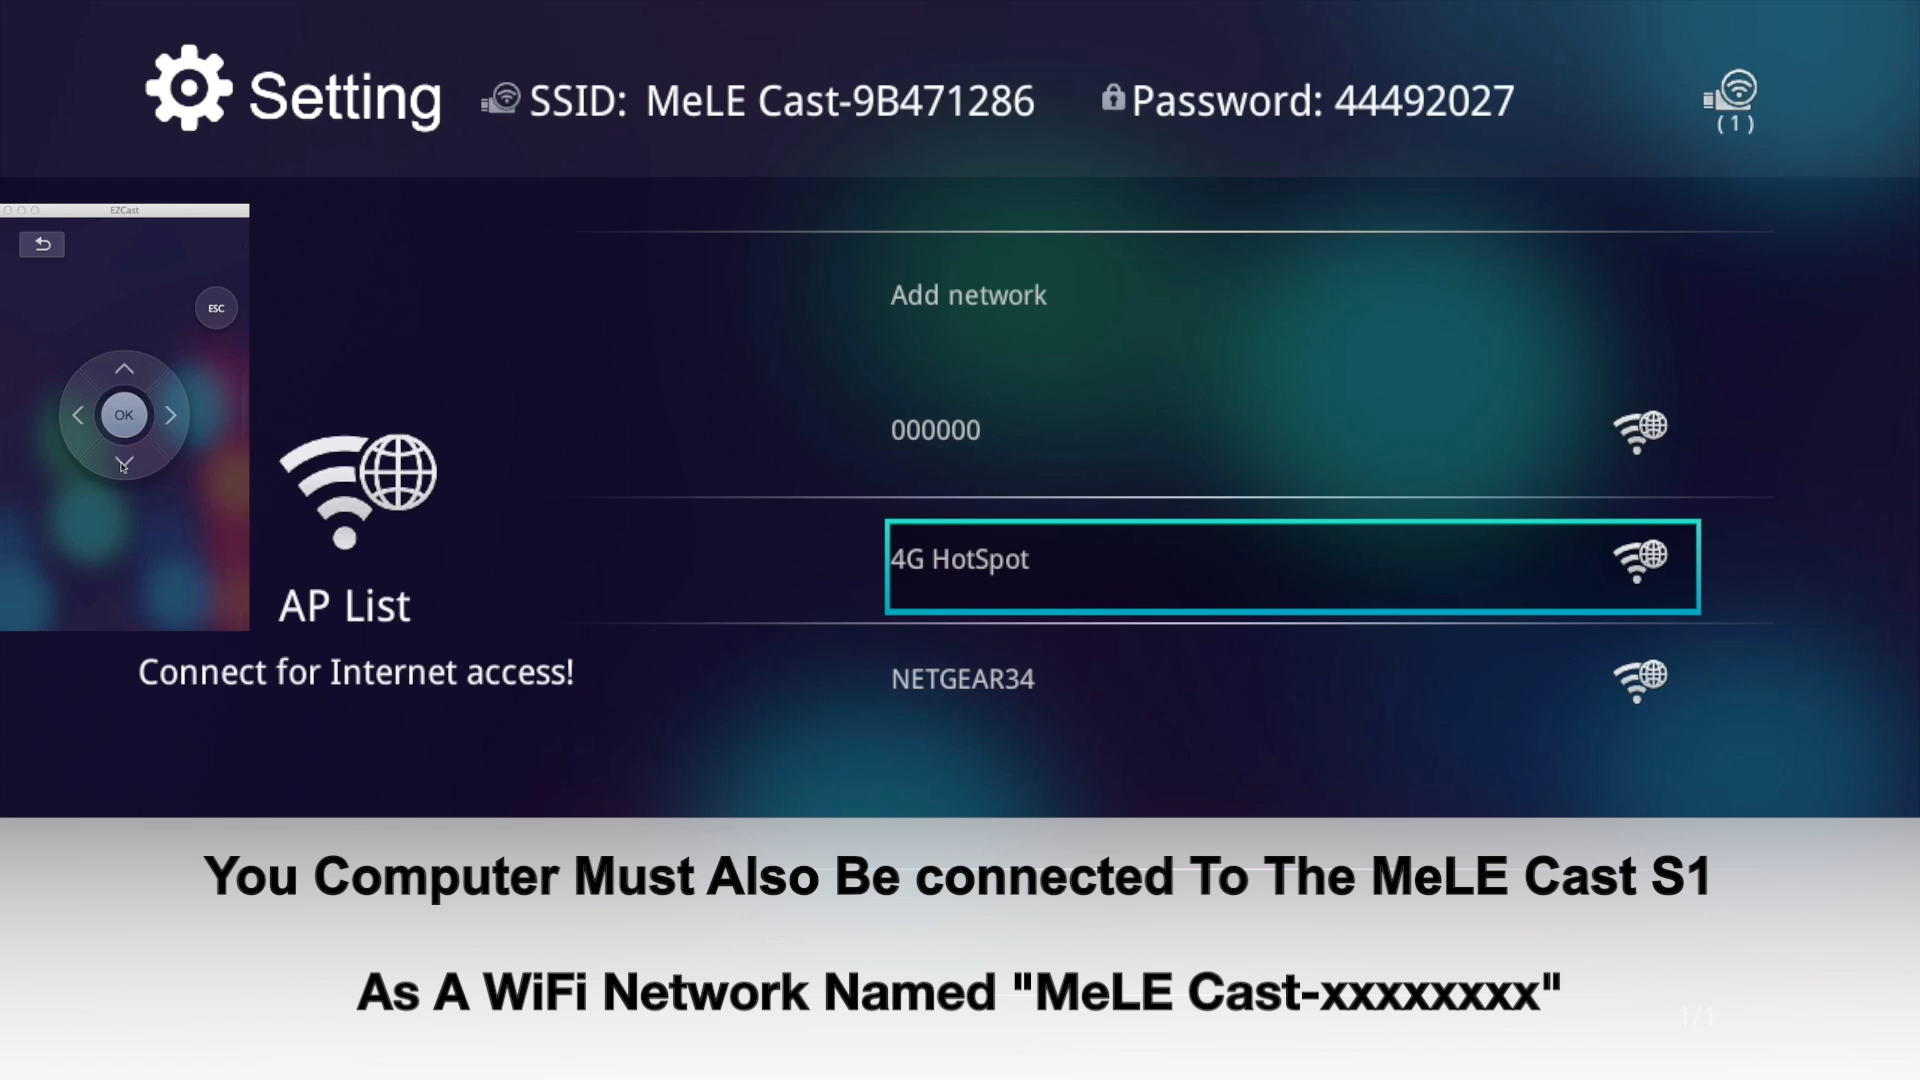 Setting SSID: MeLE Cast-9B471286 Password: 44492027
(1)
EZCast
ESC
OK
Add network
000000
4G HotSpot
NETGEAR34
AP List
Connect for Internet access!
You Computer Must Also Be connected To The MeLE Cast S1
As A WiFi Network Named "MeLE Cast-xxxxxxxx"
1/1